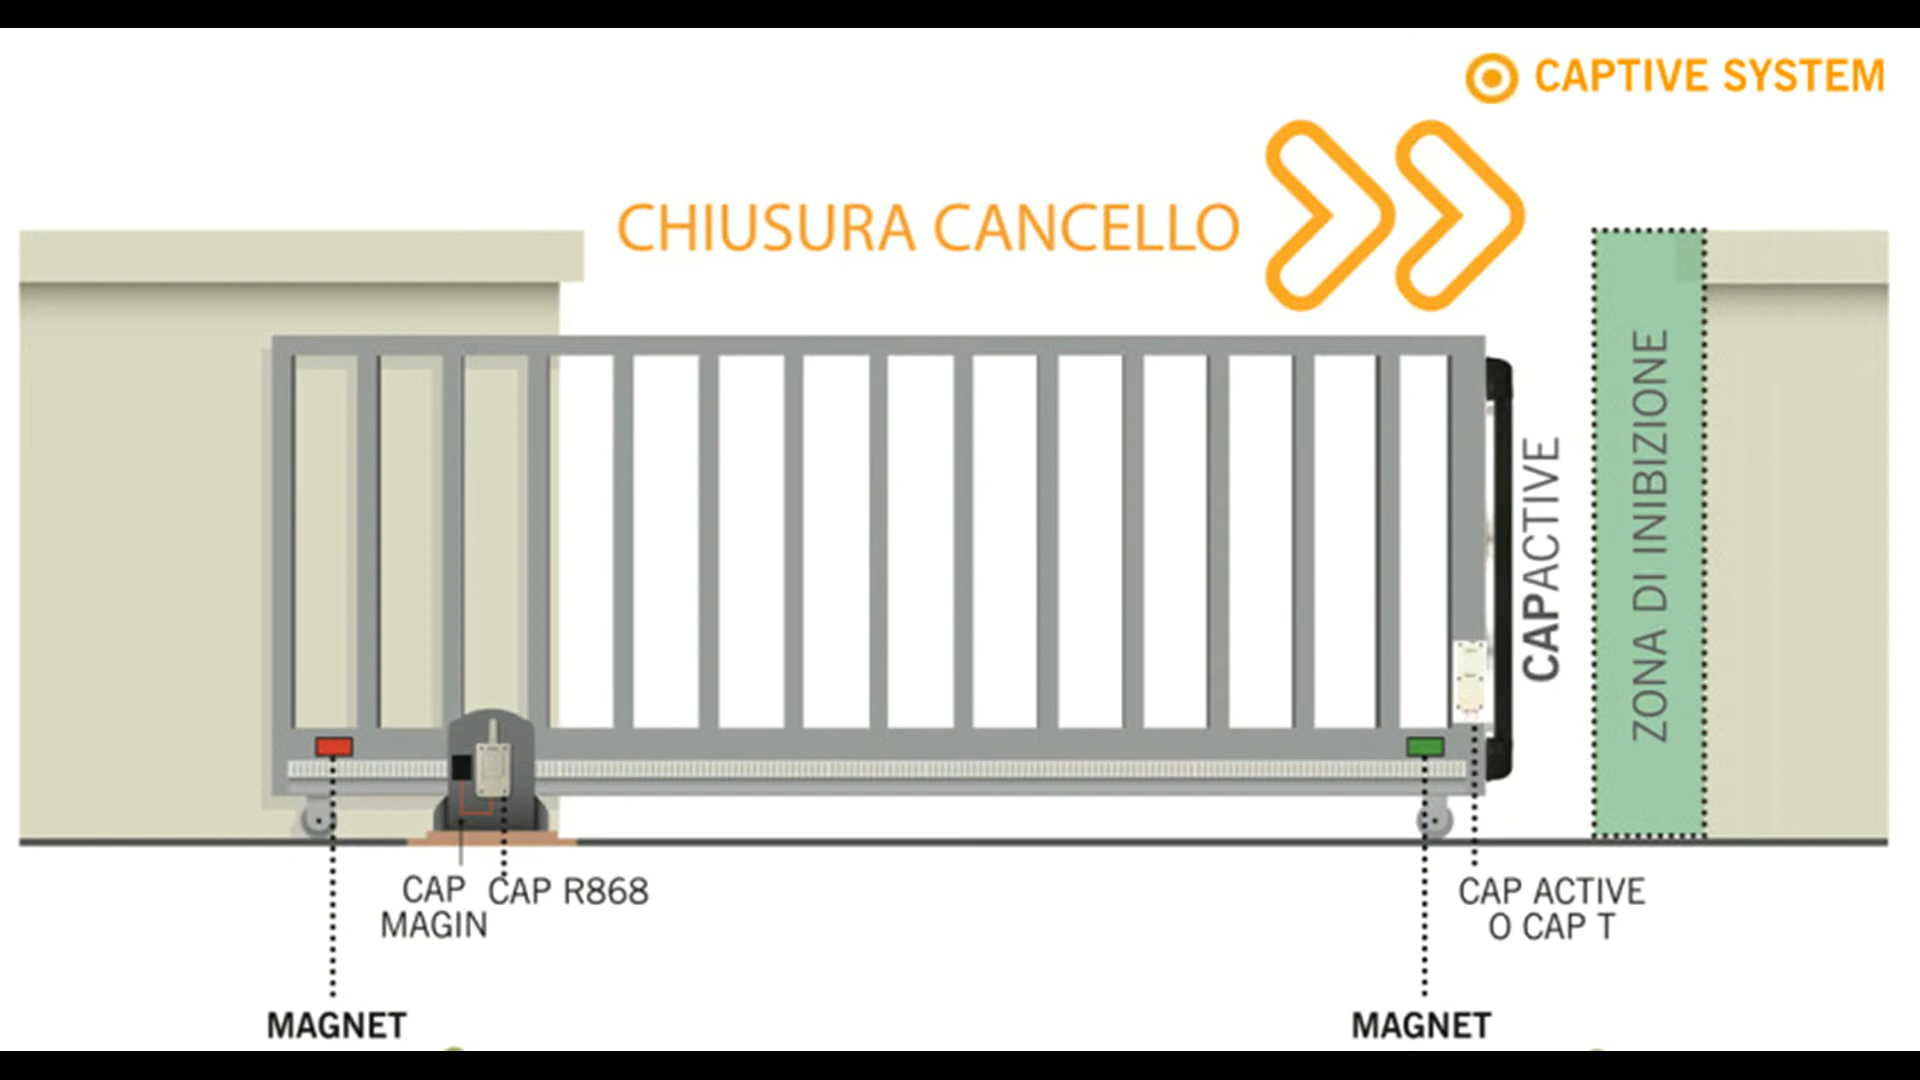 CAPTIVE SYSTEM
CHIUSURA CANCELLO
CAPACTIVE
ZONA DI INIBIZIONE
CAP MAGIN
CAP R868
CAP ACTIVE
O CAP T
MAGNET
MAGNET